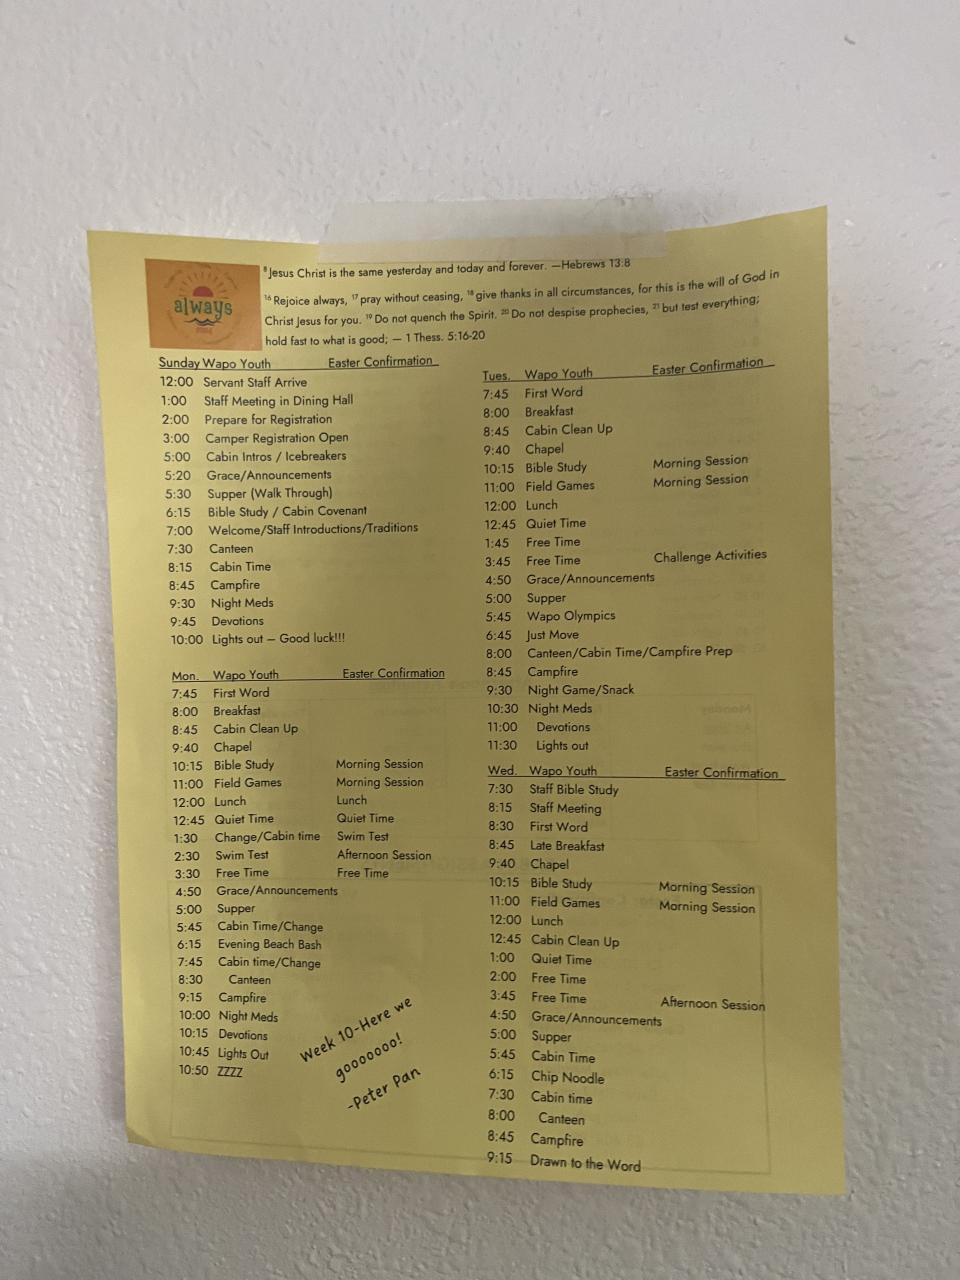 always
⁸Jesus Christ is the same yesterday and today and forever. —Hebrews 13:8
¹⁶ Rejoice always, ¹⁷ pray without ceasing, ¹⁸ give thanks in all circumstances, for this is the will of God in
Christ Jesus for you. ¹⁹ Do not quench the Spirit. ²⁰ Do not despise prophecies, ²¹ but test everything;
hold fast to what is good; — 1 Thess. 5:16-20
Sunday Wapo Youth Easter Confirmation
12:00 Servant Staff Arrive
1:00 Staff Meeting in Dining Hall
2:00 Prepare for Registration
3:00 Camper Registration Open
5:00 Cabin Intros / Icebreakers
5:20 Grace/Announcements
5:30 Supper (Walk Through)
6:15 Bible Study / Cabin Covenant
7:00 Welcome/Staff Introductions/Traditions
7:30 Canteen
8:15 Cabin Time
8:45 Campfire
9:30 Night Meds
9:45 Devotions
10:00 Lights out – Good luck!!!
Mon. Wapo Youth Easter Confirmation
7:45 First Word
8:00 Breakfast
8:45 Cabin Clean Up
9:40 Chapel
10:15 Bible Study Morning Session
11:00 Field Games Morning Session
12:00 Lunch Lunch
12:45 Quiet Time Quiet Time
1:30 Change/Cabin time Swim Test
2:30 Swim Test Afternoon Session
3:30 Free Time Free Time
4:50 Grace/Announcements
5:00 Supper
5:45 Cabin Time/Change
6:15 Evening Beach Bash
7:45 Cabin time/Change
8:30 Canteen
9:15 Campfire
10:00 Night Meds
10:15 Devotions
10:45 Lights Out
10:50 ZZZZ
Week 10-Here we
gooooooo!
-Peter Pan
Tues. Wapo Youth Easter Confirmation
7:45 First Word
8:00 Breakfast
8:45 Cabin Clean Up
9:40 Chapel
10:15 Bible Study Morning Session
11:00 Field Games Morning Session
12:00 Lunch
12:45 Quiet Time
1:45 Free Time
3:45 Free Time Challenge Activities
4:50 Grace/Announcements
5:00 Supper
5:45 Wapo Olympics
6:45 Just Move
8:00 Canteen/Cabin Time/Campfire Prep
8:45 Campfire
9:30 Night Game/Snack
10:30 Night Meds
11:00 Devotions
11:30 Lights out
Wed. Wapo Youth Easter Confirmation
7:30 Staff Bible Study
8:15 Staff Meeting
8:30 First Word
8:45 Late Breakfast
9:40 Chapel
10:15 Bible Study Morning Session
11:00 Field Games Morning Session
12:00 Lunch
12:45 Cabin Clean Up
1:00 Quiet Time
2:00 Free Time
3:45 Free Time Afternoon Session
4:50 Grace/Announcements
5:00 Supper
5:45 Cabin Time
6:15 Chip Noodle
7:30 Cabin time
8:00 Canteen
8:45 Campfire
9:15 Drawn to the Word